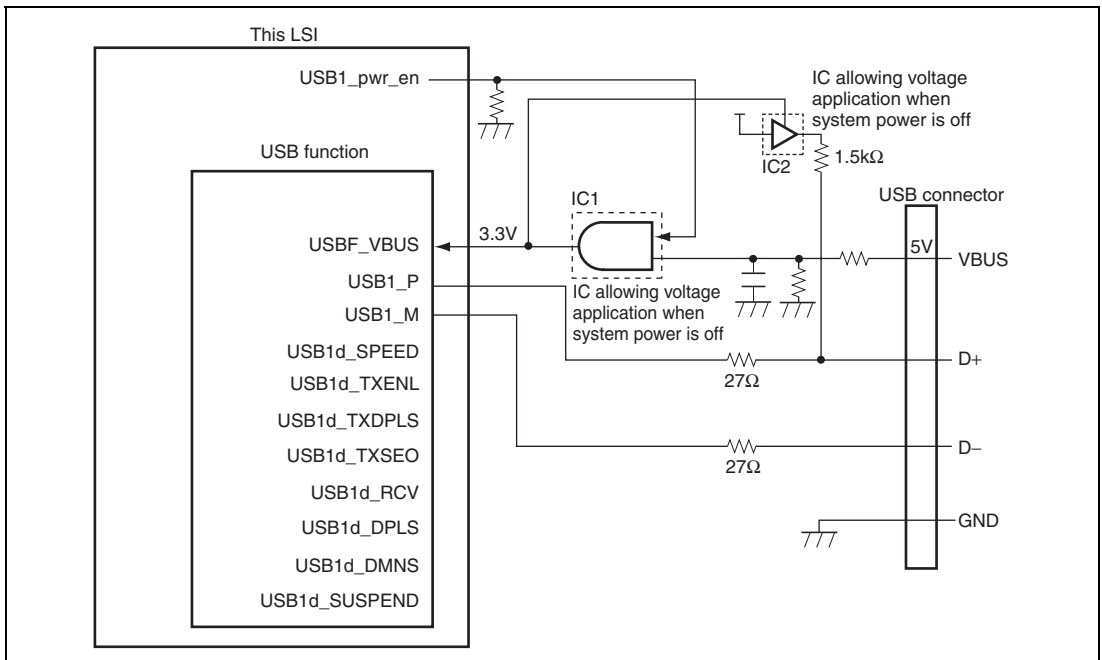 This LSI
USB1_pwr_en
IC allowing voltage
application when
system power is off
IC2
1.5kΩ
USB function
USB connector
IC1
USBF_VBUS
3.3V
5V
VBUS
USB1_P
IC allowing voltage
application when
system power is off
USB1_M
USB1d_SPEED
27Ω
D+
USB1d_TXENL
USB1d_TXDPLS
USB1d_TXSEO
27Ω
D−
USB1d_RCV
USB1d_DPLS
GND
USB1d_DMNS
USB1d_SUSPEND